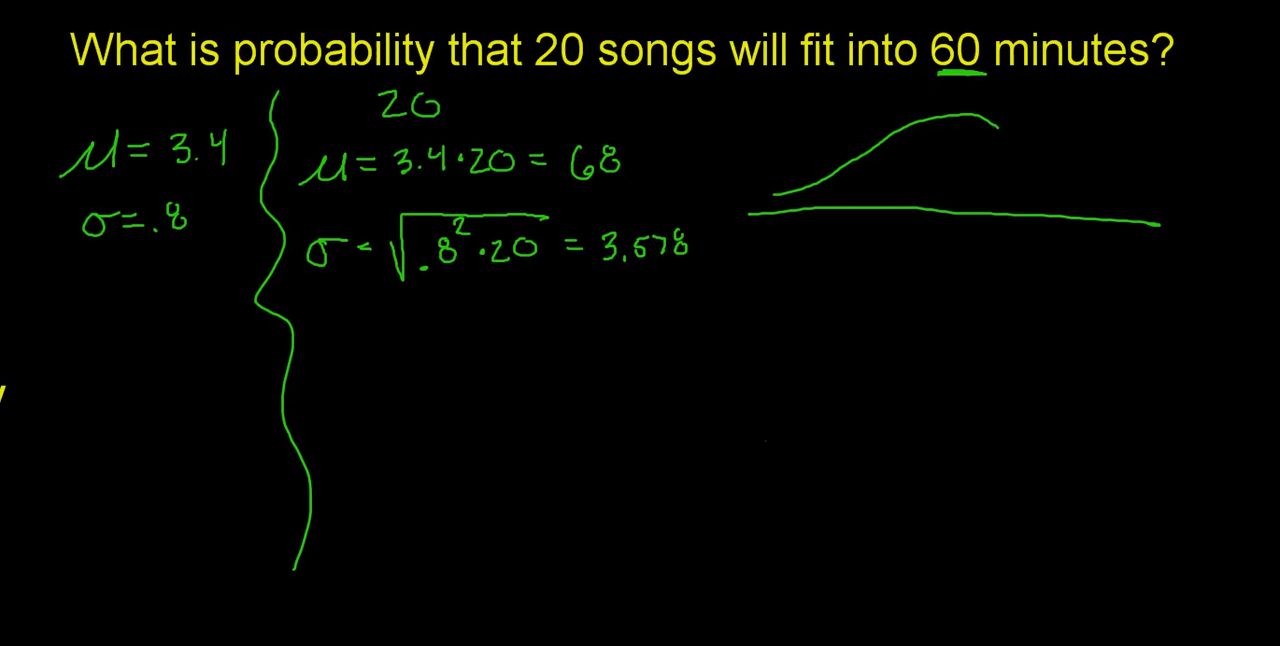 What is probability that 20 songs will fit into 60 minutes?
μ = 3.4
σ = .8
20
μ = 3.4 · 20 = 68
σ = √.8² · 20 = 3.578